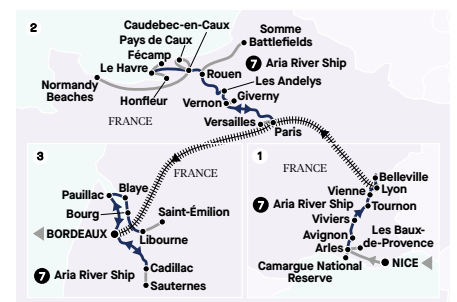 2
Caudebec-en-Caux
Pays de Caux
Fécamp
Le Havre
Somme
Battlefields
7 Aria River Ship
Rouen
Les Andelys
Normandy
Beaches
Honfleur
Vernon
Giverny
FRANCE
Versailles
Paris
3
FRANCE
Pauillac
Blaye
Bourg
Saint-Émilion
BORDEAUX
Libourne
7 Aria River Ship
Cadillac
Sauternes
1
FRANCE
Belleville
Vienne
Lyon
7 Aria River Ship
Tournon
Viviers
Avignon
Les Baux-
de-Provence
Arles
Camargue National
Reserve
NICE